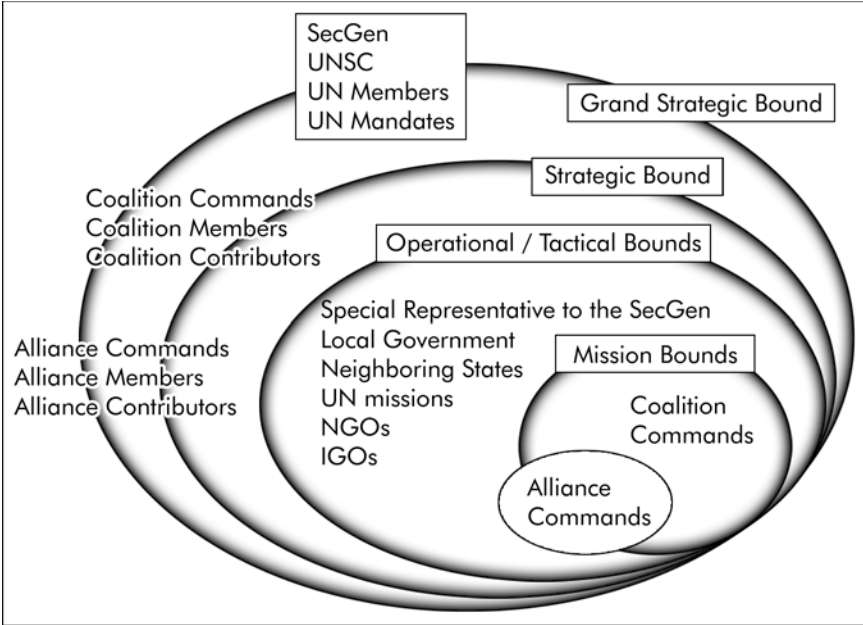 SecGen
UNSC
UN Members
UN Mandates
Grand Strategic Bound
Strategic Bound
Coalition Commands
Coalition Members
Coalition Contributors
Operational / Tactical Bounds
Special Representative to the SecGen
Local Government
Neighboring States
UN missions
NGOs
IGOs
Mission Bounds
Alliance Commands
Alliance Members
Alliance Contributors
Coalition
Commands
Alliance
Commands